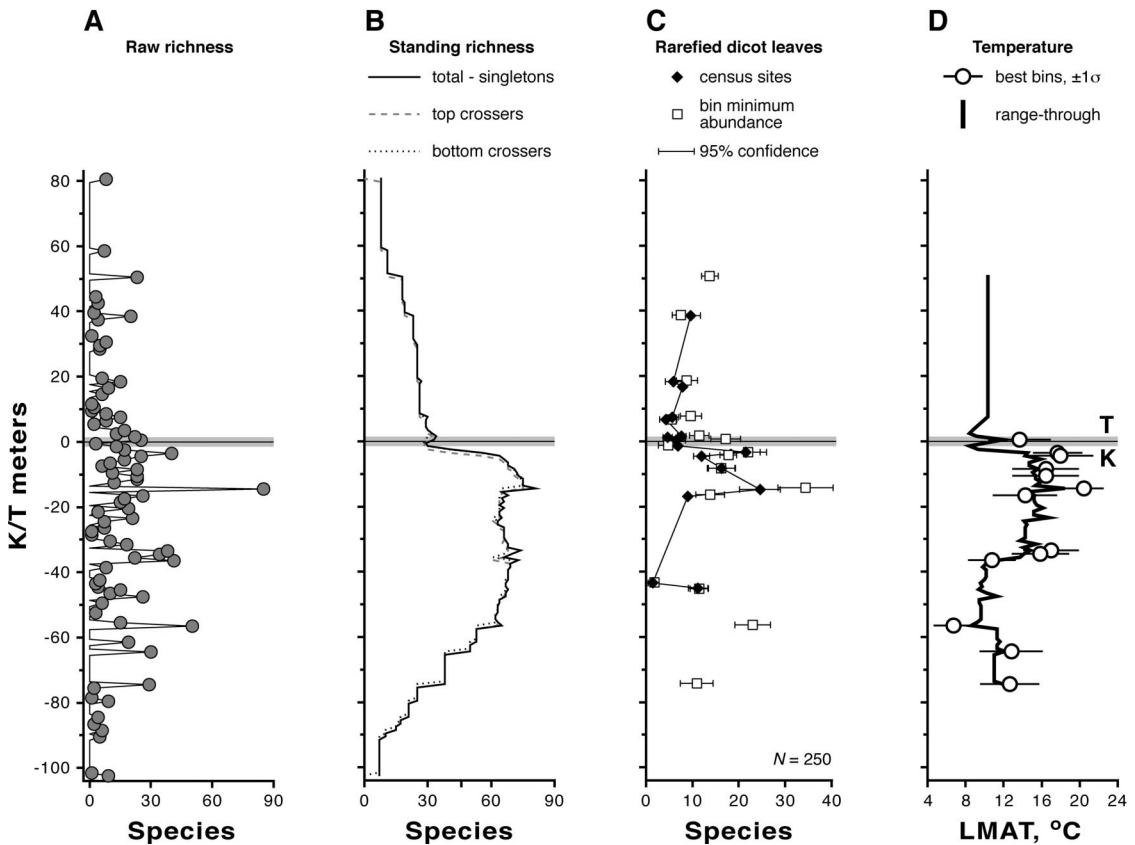 A
Raw richness
B
Standing richness
total - singletons
top crossers
bottom crossers
C
Rarefied dicot leaves
census sites
bin minimum
abundance
95% confidence
D
Temperature
best bins, ±1σ
range-through
K/T meters
80
60
40
20
0
-20
-40
-60
-80
-100
T
K
N = 250
0 30 60 90
Species
0 30 60 90
Species
0 10 20 30 40
Species
4 8 12 16 20 24
LMAT, °C